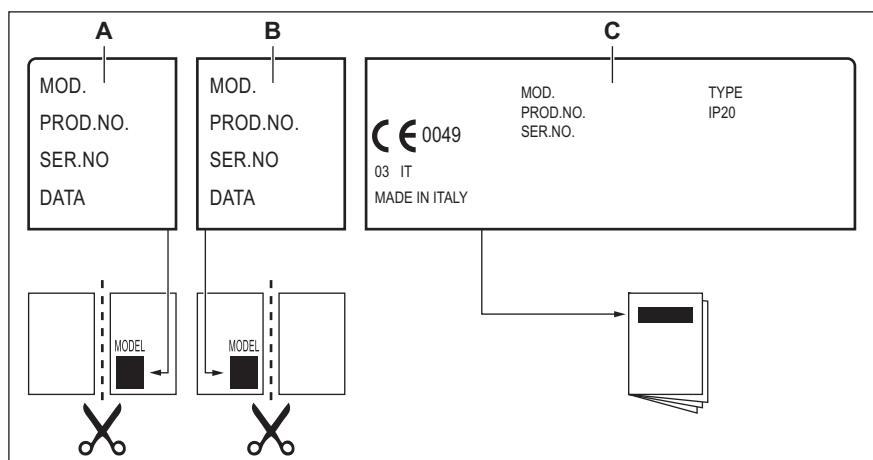 A
B
C
MOD.
PROD.NO.
SER.NO
DATA
MOD.
PROD.NO.
SER.NO
DATA
MOD.
PROD.NO.
SER.NO.
TYPE
IP20
CE 0049
03 IT
MADE IN ITALY
MODEL
MODEL